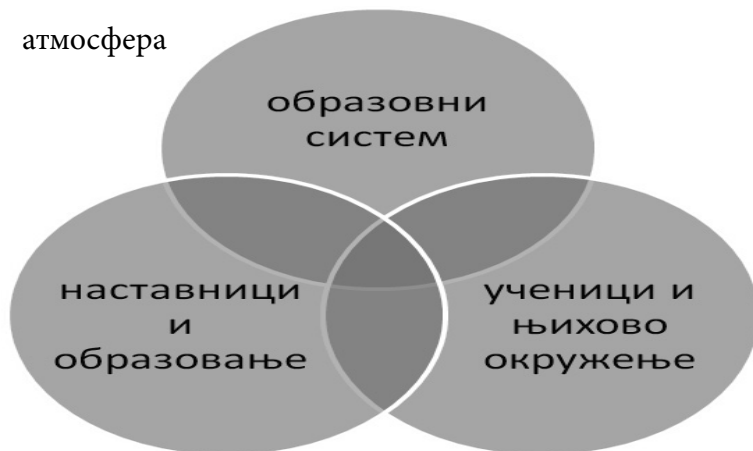 атмосфера
образовни
систем
наставници
и
образовање
ученици и
њихово
окружење